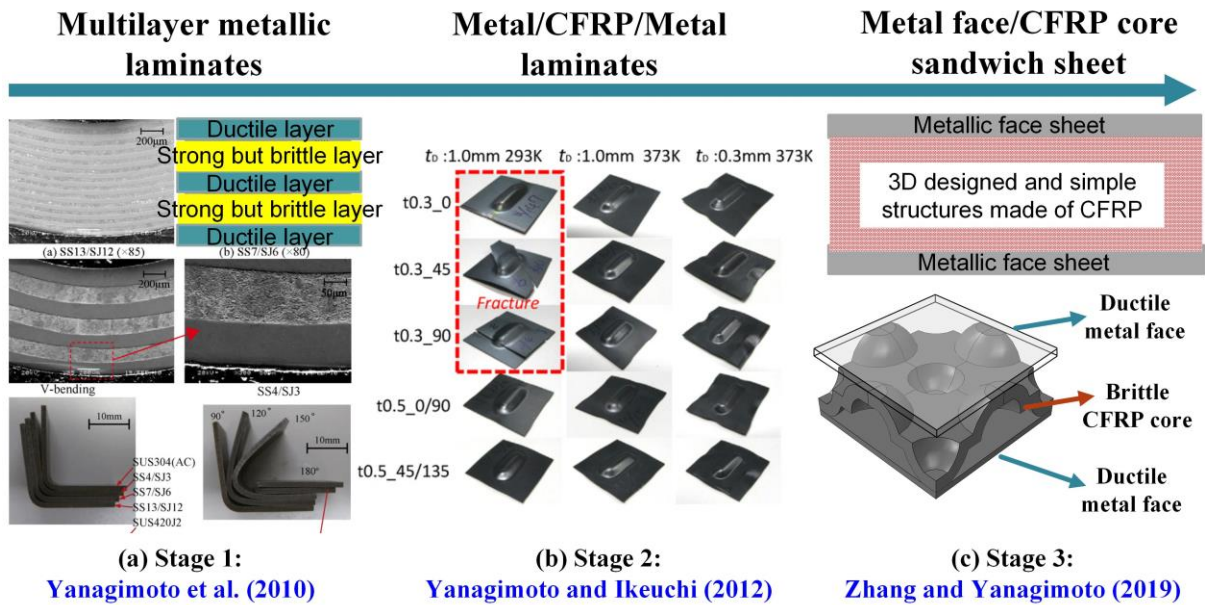 Multilayer metallic
laminates
Metal/CFRP/Metal
laminates
Metal face/CFRP core
sandwich sheet
200μm
Ductile layer
Strong but brittle layer
Ductile layer
Strong but brittle layer
Ductile layer
(a) SS13/SJ12 (×85)
(b) SS7/SJ6 (×80)
200μm
50μm
V-bending
SS4/SJ3
10mm
SUS304(AC)
SS4/SJ3
SS7/SJ6
SS13/SJ12
SUS420J2
90°
120°
150°
10mm
180°
t_D :1.0mm 293K
t_D :1.0mm 373K
t_D :0.3mm 373K
t0.3_0
t0.3_45
Fracture
t0.3_90
t0.5_0/90
t0.5_45/135
Metallic face sheet
3D designed and simple
structures made of CFRP
Metallic face sheet
Ductile
metal face
Brittle
CFRP core
Ductile
metal face
(a) Stage 1:
Yanagimoto et al. (2010)
(b) Stage 2:
Yanagimoto and Ikeuchi (2012)
(c) Stage 3:
Zhang and Yanagimoto (2019)